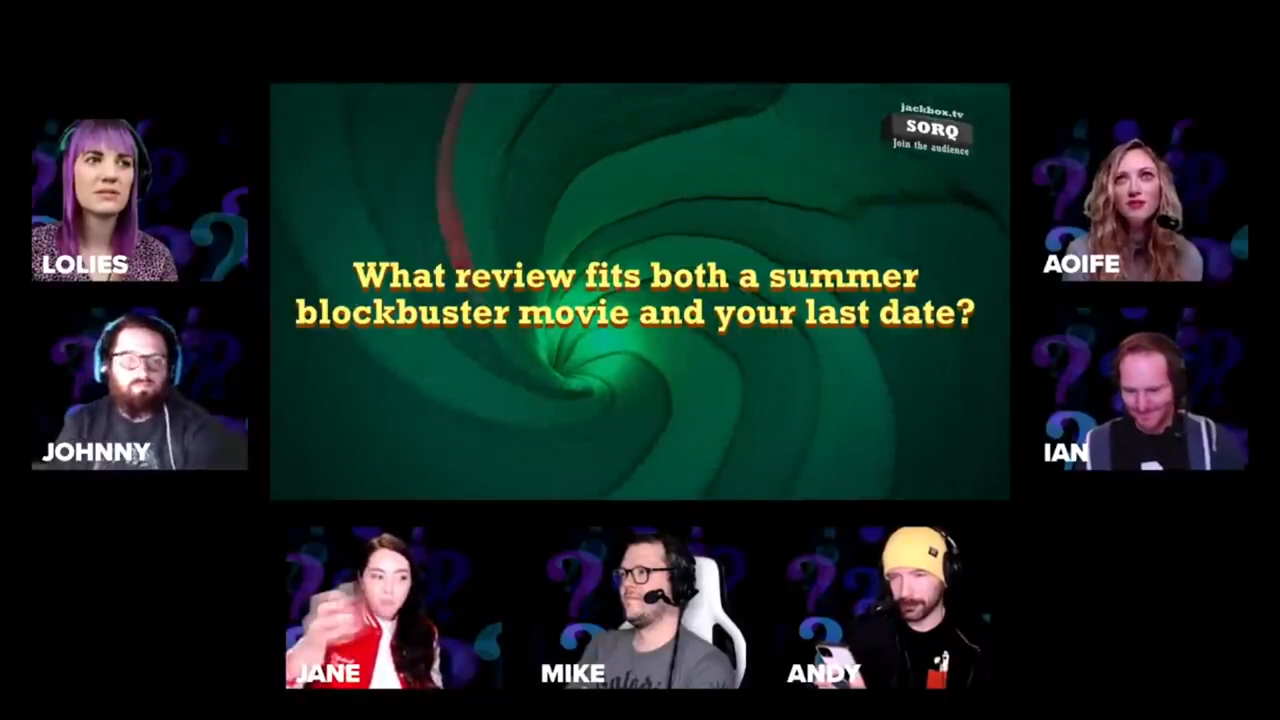 jackbox.tv
SORQ
Join the audience
What review fits both a summer
blockbuster movie and your last date?
LOLIES
AOIFE
JOHNNY
IAN
JANE
MIKE
ANDY